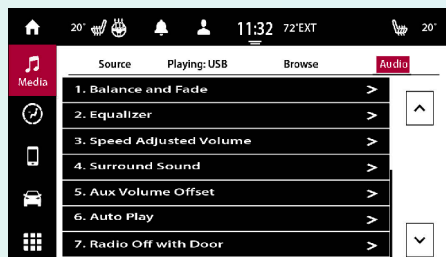 20° 11:32 72°EXT 20°
Media
Source Playing: USB Browse Audio
1. Balance and Fade >
2. Equalizer >
3. Speed Adjusted Volume >
4. Surround Sound >
5. Aux Volume Offset >
6. Auto Play >
7. Radio Off with Door >